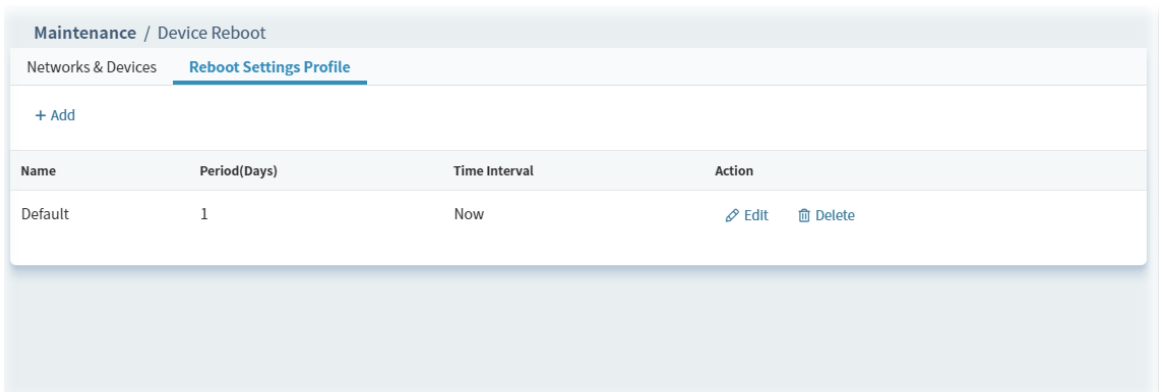 Maintenance / Device Reboot
Networks & Devices Reboot Settings Profile
+ Add
Name Period(Days) Time Interval Action
Default 1 Now Edit Delete